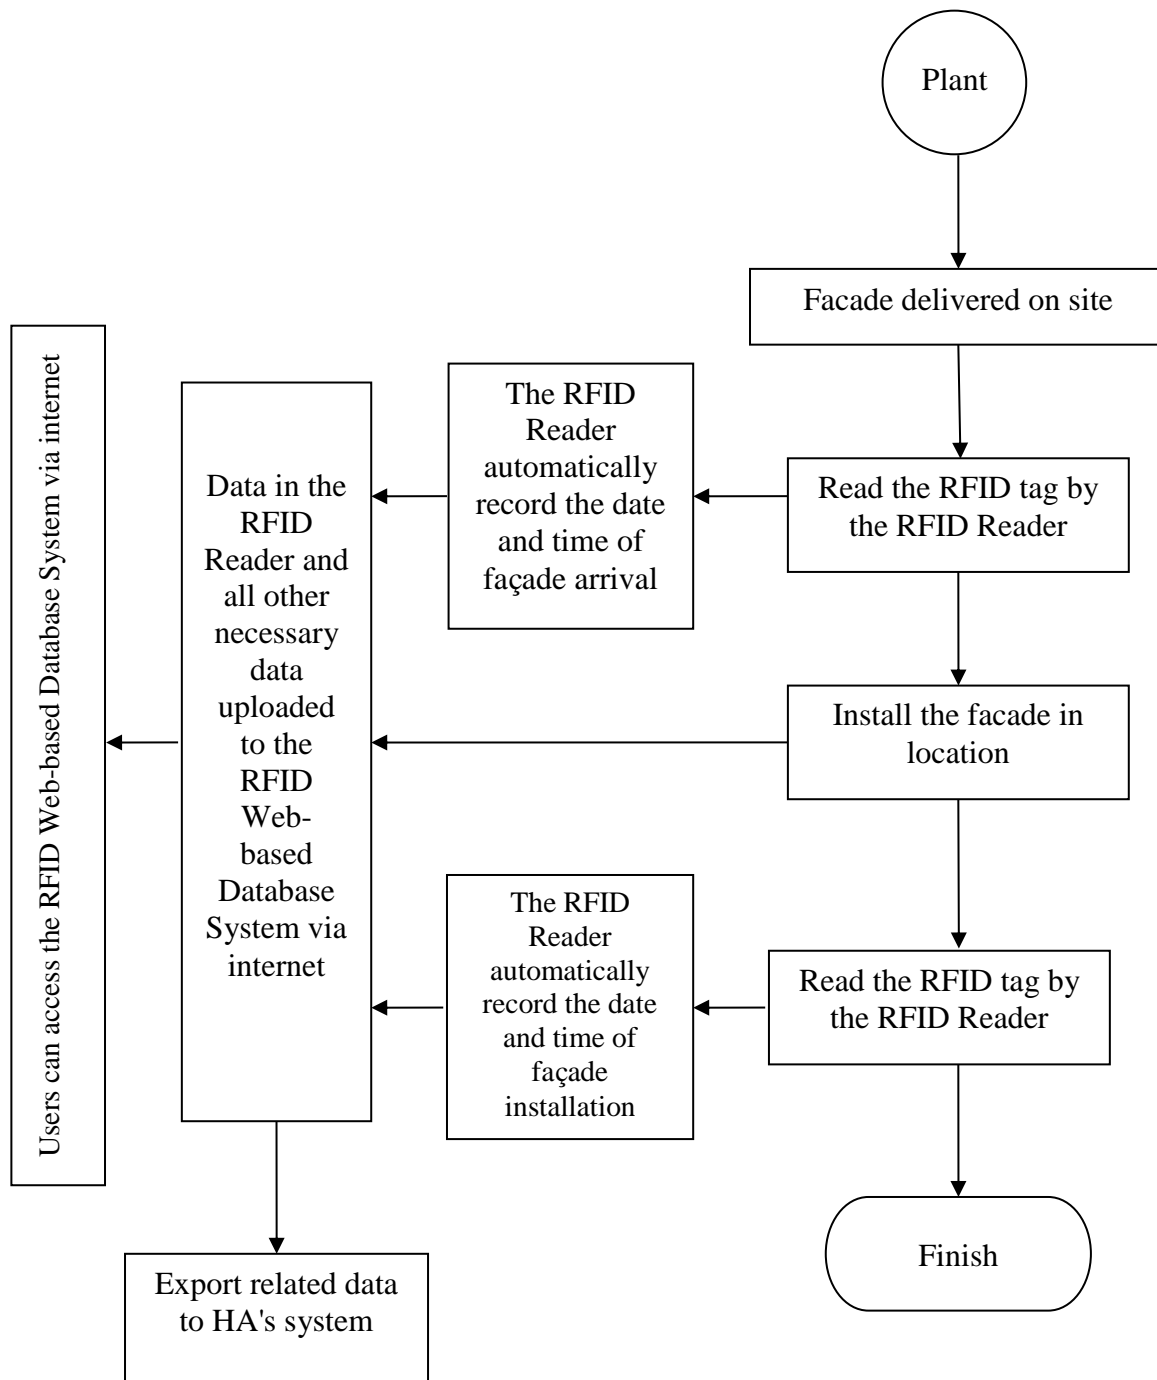 Plant
Facade delivered on site
Read the RFID tag by
the RFID Reader
The RFID
Reader
automatically
record the date
and time of
façade arrival
Install the facade in
location
Read the RFID tag by
the RFID Reader
The RFID
Reader
automatically
record the date
and time of
façade
installation
Data in the
RFID
Reader and
all other
necessary
data
uploaded
to the
RFID
Web-
based
Database
System via
internet
Users can access the RFID Web-based Database System via internet
Export related data
to HA's system
Finish